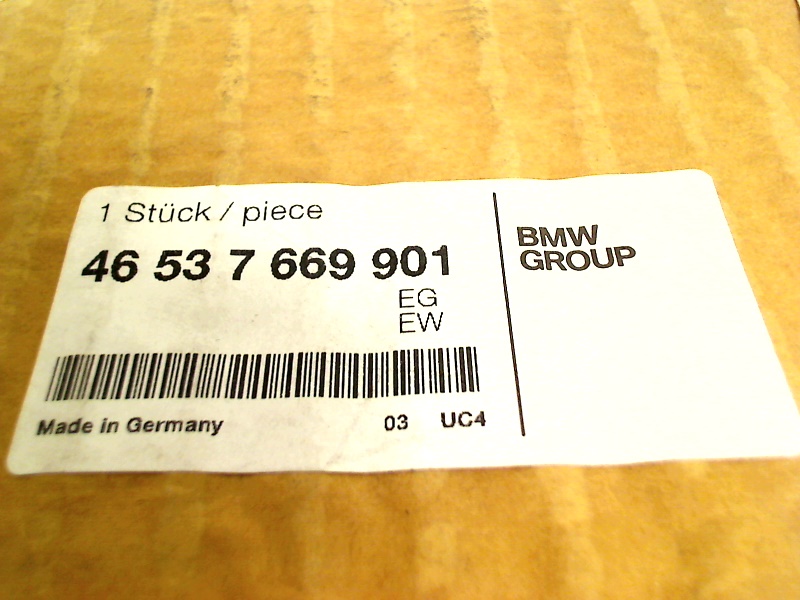 1 Stück / piece
46 53 7 669 901
EG
EW
Made in Germany
03 UC4
BMW
GROUP